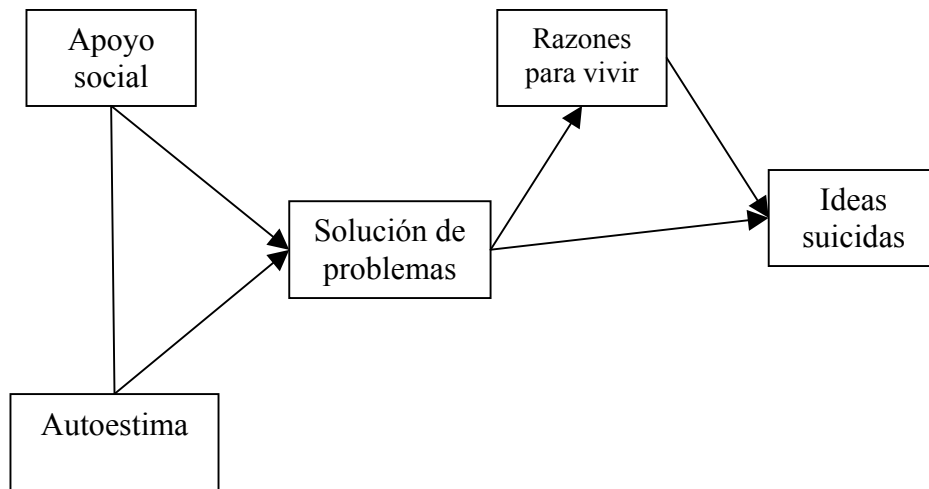 Apoyo
social
Razones
para vivir
Solución de
problemas
Ideas
suicidas
Autoestima